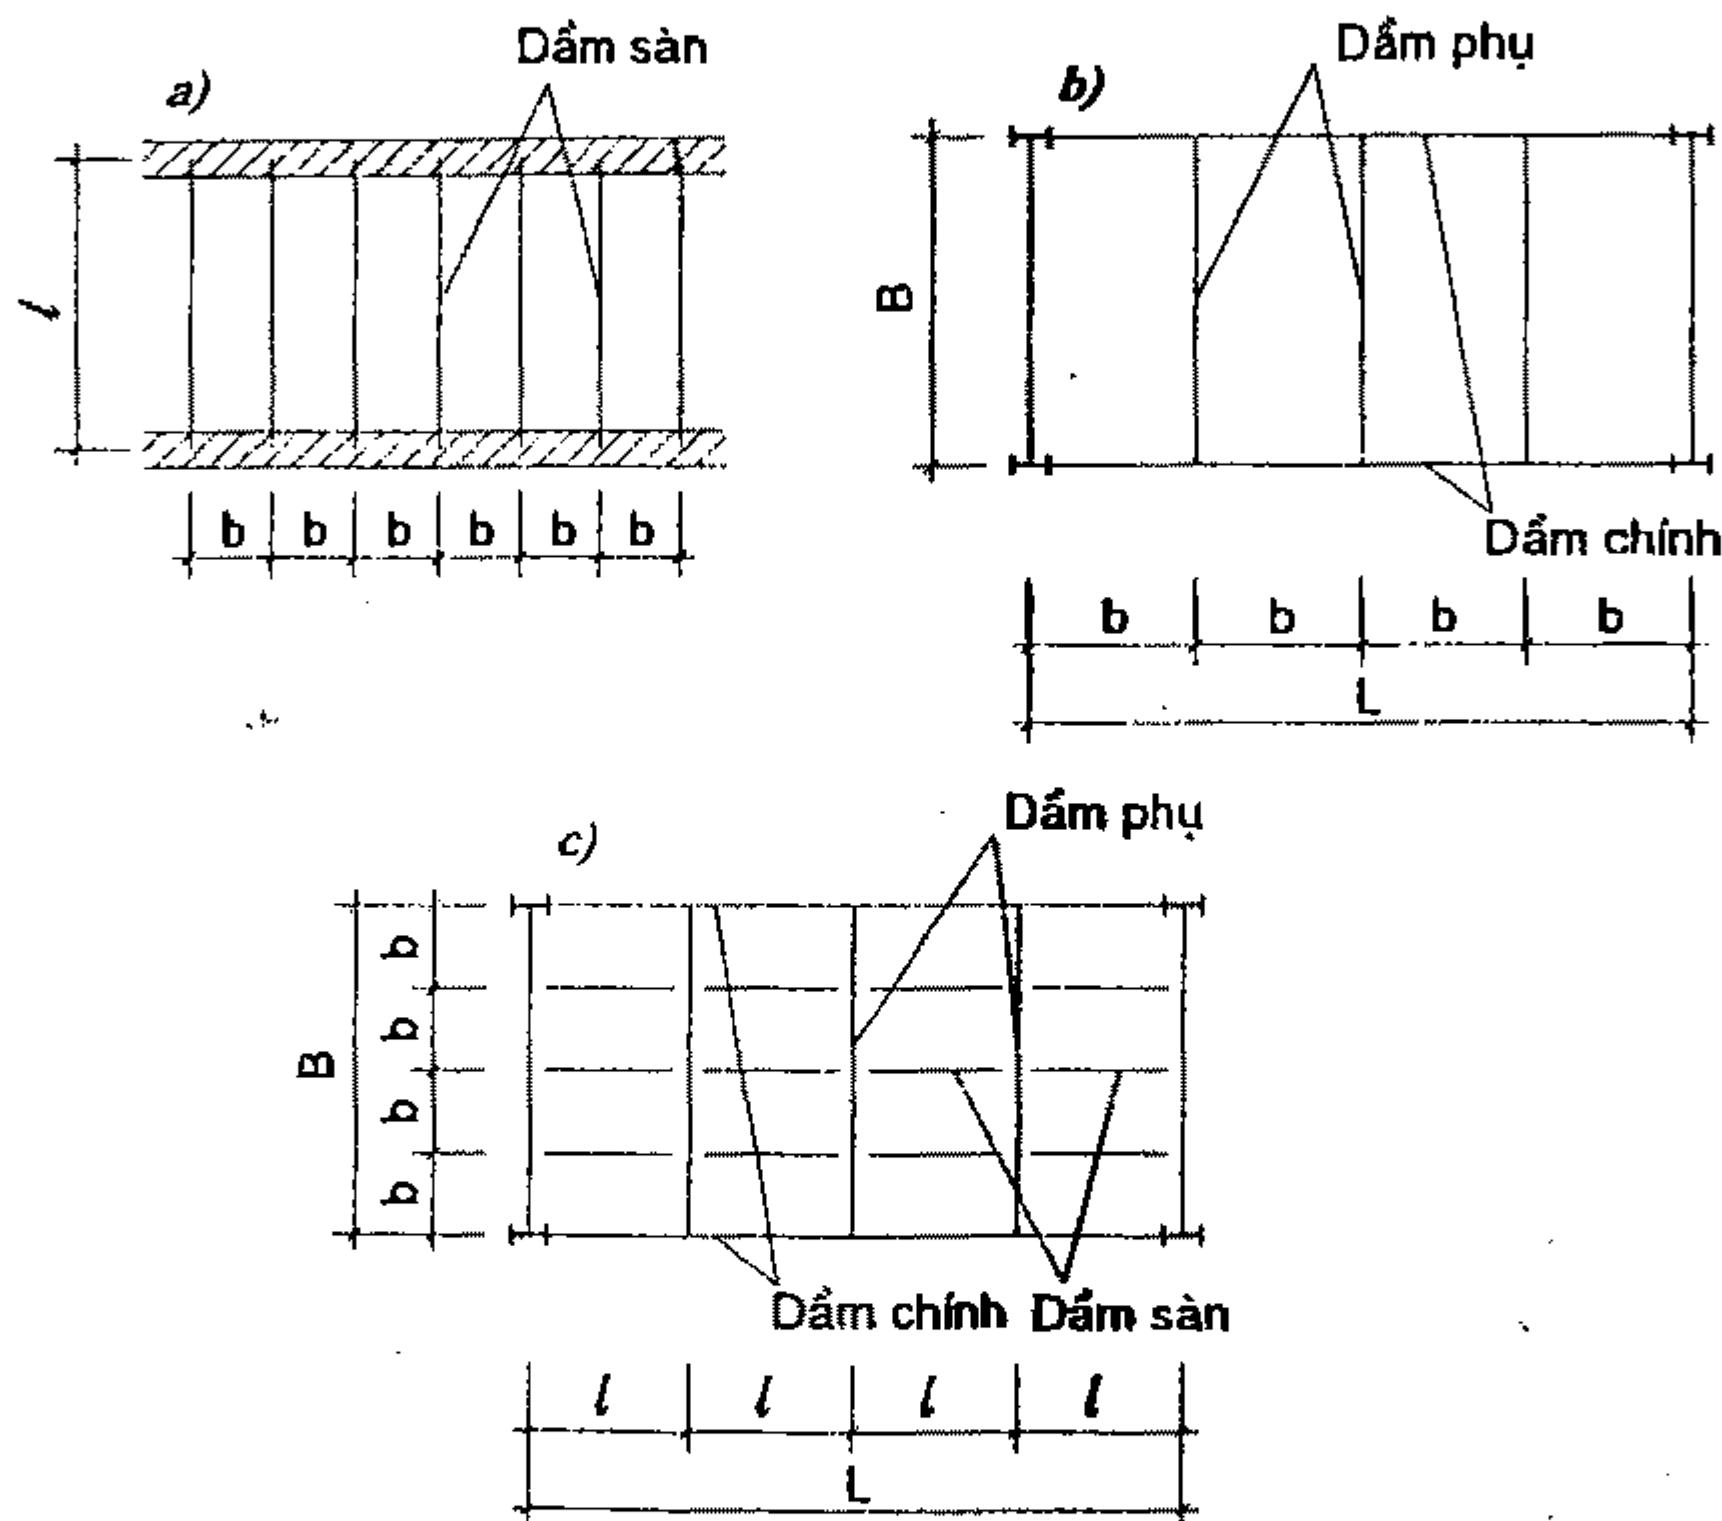 a)
Dầm sàn
l
b b b b b b
b)
Dầm phụ
B
Dầm chính
b b b b
L
c)
Dầm phụ
B
b
b
b
b
Dầm chính Dầm sàn
l l l l
L